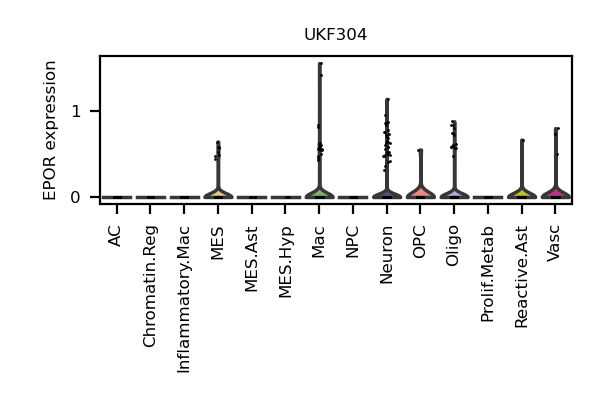 UKF304
EPOR expression
1
0
AC
Chromatin.Reg
Inflammatory.Mac
MES
MES.Ast
MES.Hyp
Mac
NPC
Neuron
OPC
Oligo
Prolif.Metab
Reactive.Ast
Vasc